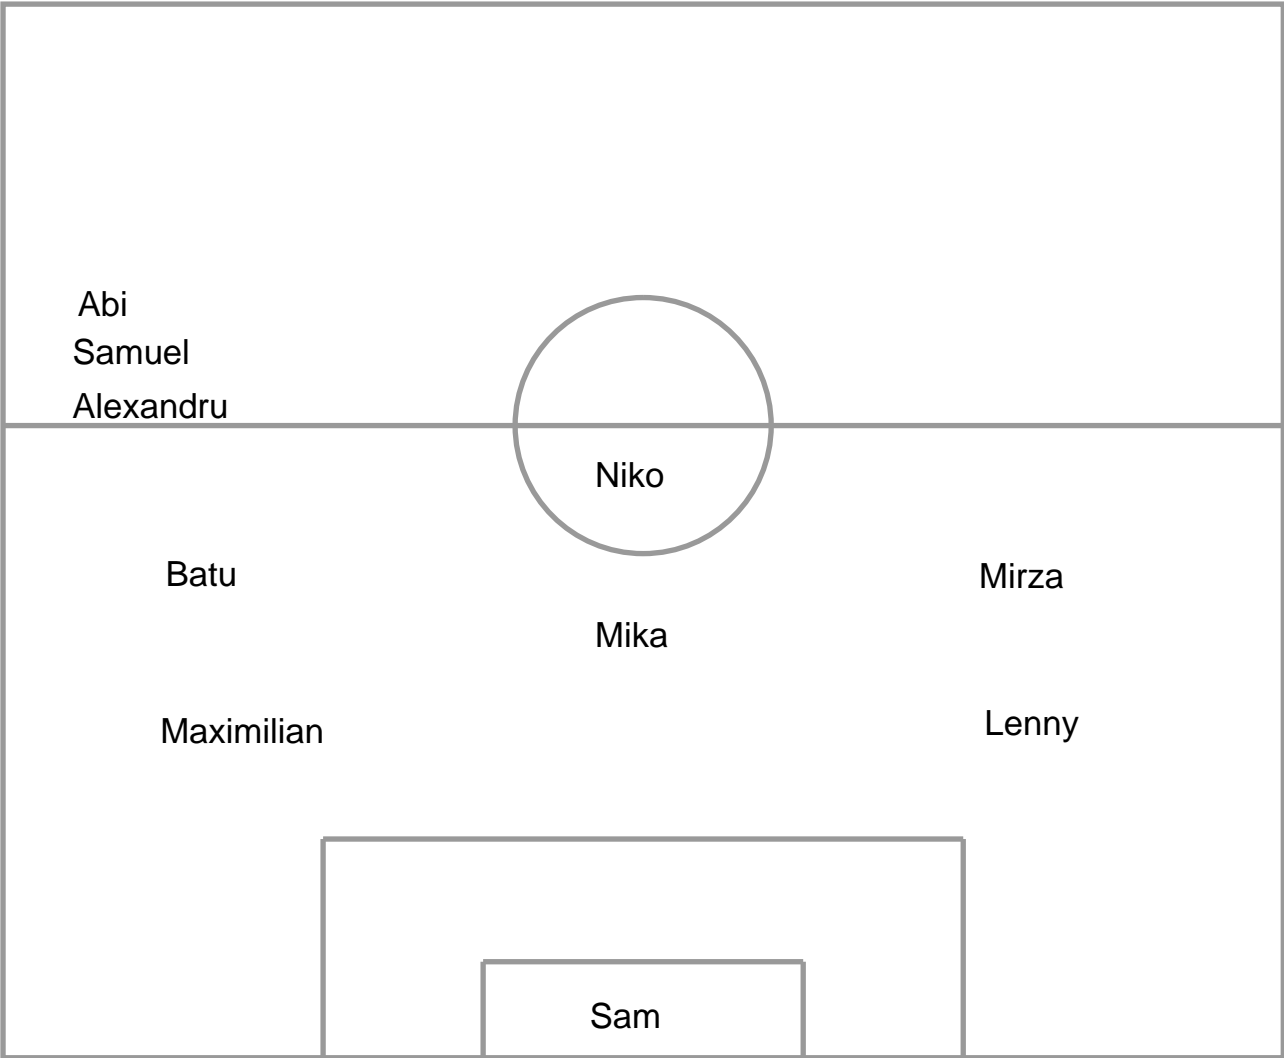 Abi
Samuel
Alexandru
Niko
Batu
Mirza
Mika
Maximilian
Lenny
Sam